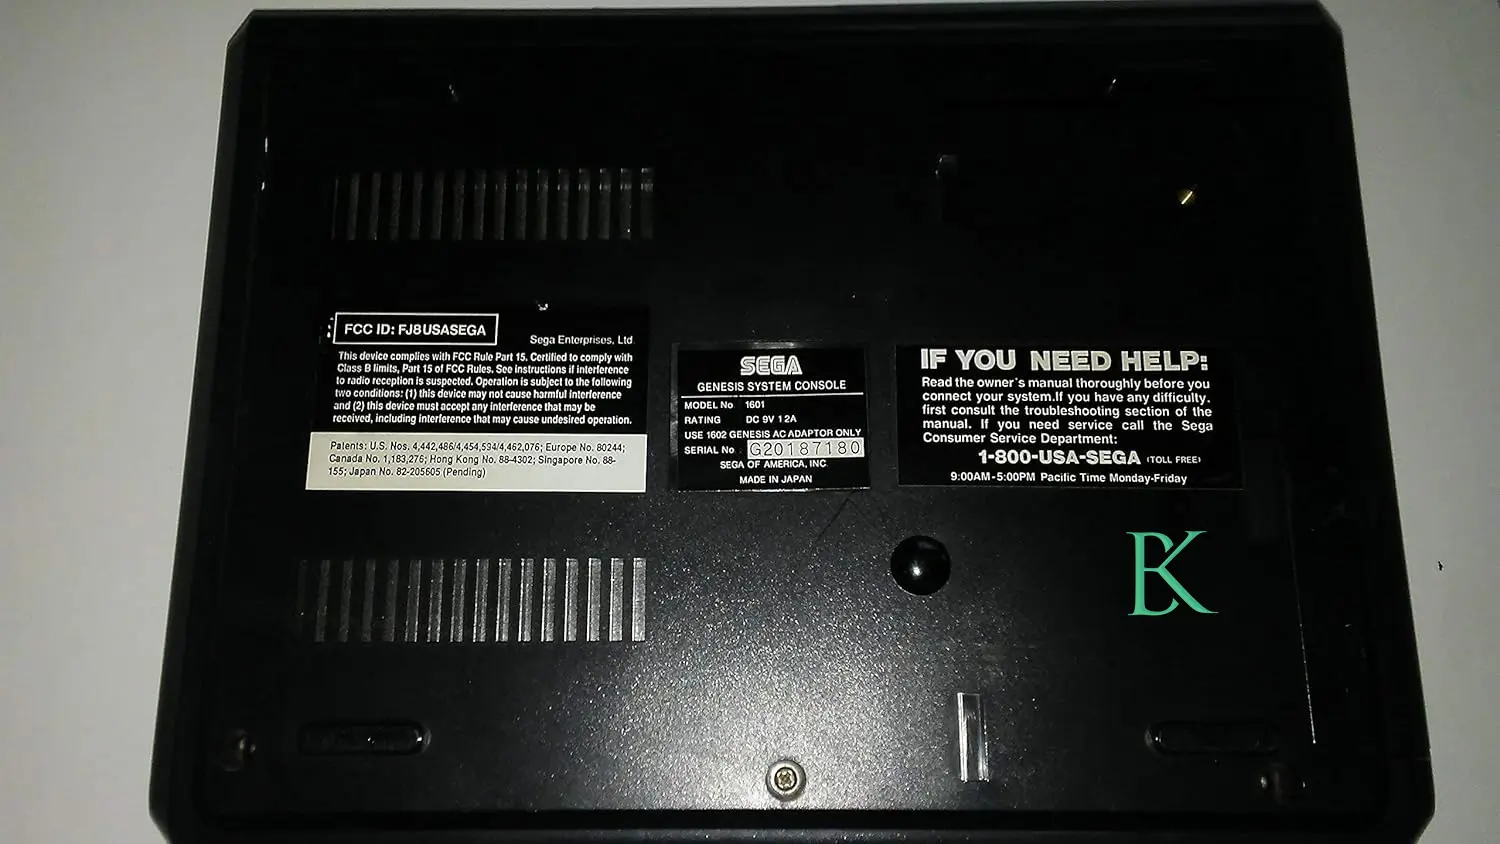 FCC ID: FJ8USASEGA
Sega Enterprises, Ltd.
This device complies with FCC Rule Part 15. Certified to comply with
Class B limits, Part 15 of FCC Rules. See instructions if interference
to radio reception is suspected. Operation is subject to the following
two conditions: (1) this device may not cause harmful interference
and (2) this device must accept any interference that may be
received, including interference that may cause undesired operation.
Patents: U.S. Nos. 4,442,486/4,454,594/4,462,076; Europe No. 80244;
Canada No. 1,183,276; Hong Kong No. 88-4302; Singapore No. 88-
155; Japan No. 82-205605 (Pending)
SEGA
GENESIS SYSTEM CONSOLE
MODEL No. 1601
RATING DC 9V 1.2A
USE 1602 GENESIS AC ADAPTOR ONLY
SERIAL No. G20187180
SEGA OF AMERICA, INC.
MADE IN JAPAN
IF YOU NEED HELP:
Read the owner's manual thoroughly before you
connect your system.If you have any difficulty,
first consult the troubleshooting section of the
manual. If you need service call the Sega
Consumer Service Department:
1-800-USA-SEGA (TOLL FREE)
9:00AM-5:00PM Pacific Time Monday-Friday
EK